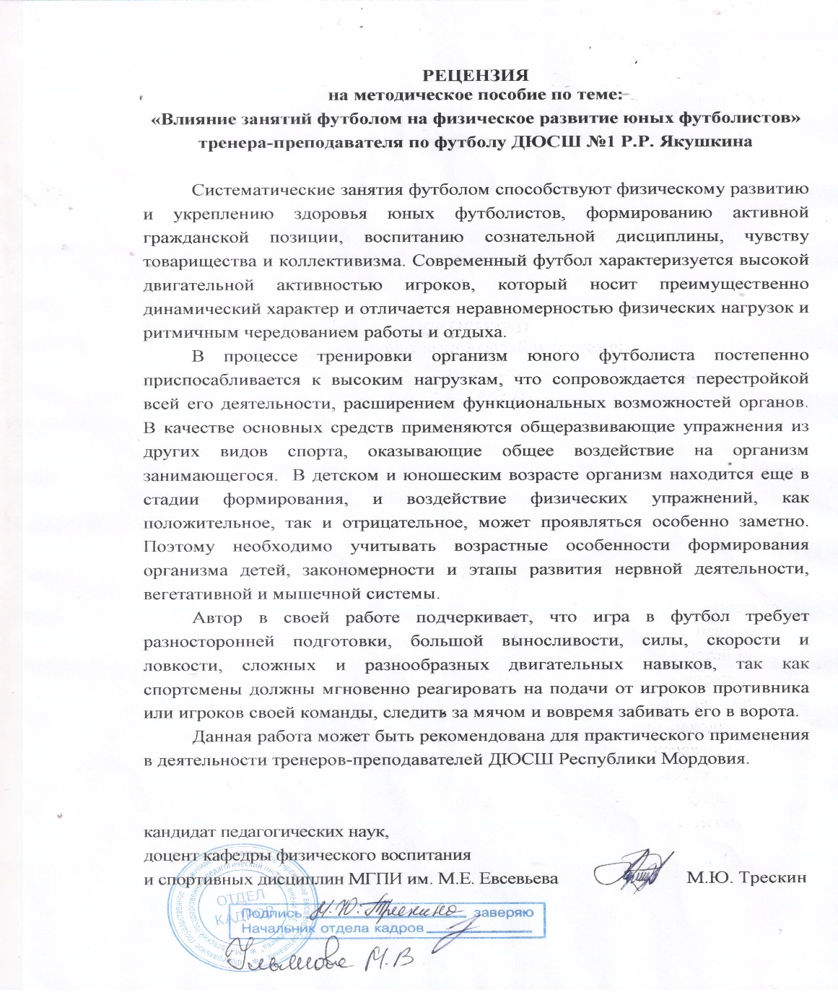 РЕЦЕНЗИЯ
на методическое пособие по теме:
«Влияние занятий футболом на физическое развитие юных футболистов»
тренера-преподавателя по футболу ДЮСШ №1 Р.Р. Якушкина
Систематические занятия футболом способствуют физическому развитию
и укреплению здоровья юных футболистов, формированию активной
гражданской позиции, воспитанию сознательной дисциплины, чувству
товарищества и коллективизма. Современный футбол характеризуется высокой
двигательной активностью игроков, который носит преимущественно
динамический характер и отличается неравномерностью физических нагрузок и
ритмичным чередованием работы и отдыха.
В процессе тренировки организм юного футболиста постепенно
приспосабливается к высоким нагрузкам, что сопровождается перестройкой
всей его деятельности, расширением функциональных возможностей органов.
В качестве основных средств применяются общеразвивающие упражнения из
других видов спорта, оказывающие общее воздействие на организм
занимающегося. В детском и юношеским возрасте организм находится еще в
стадии формирования, и воздействие физических упражнений, как
положительное, так и отрицательное, может проявляться особенно заметно.
Поэтому необходимо учитывать возрастные особенности формирования
организма детей, закономерности и этапы развития нервной деятельности,
вегетативной и мышечной системы.
Автор в своей работе подчеркивает, что игра в футбол требует
разносторонней подготовки, большой выносливости, силы, скорости и
ловкости, сложных и разнообразных двигательных навыков, так как
спортсмены должны мгновенно реагировать на подачи от игроков противника
или игроков своей команды, следить за мячом и вовремя забивать его в ворота.
Данная работа может быть рекомендована для практического применения
в деятельности тренеров-преподавателей ДЮСШ Республики Мордовия.
кандидат педагогических наук,
доцент кафедры физического воспитания
и спортивных дисциплин МГПИ им. М.Е. Евсевьева М.Ю. Трескин
ОТДЕЛ
КАДРОВ
Подпись М.Ю. Трескина заверяю
Начальник отдела кадров
М.В